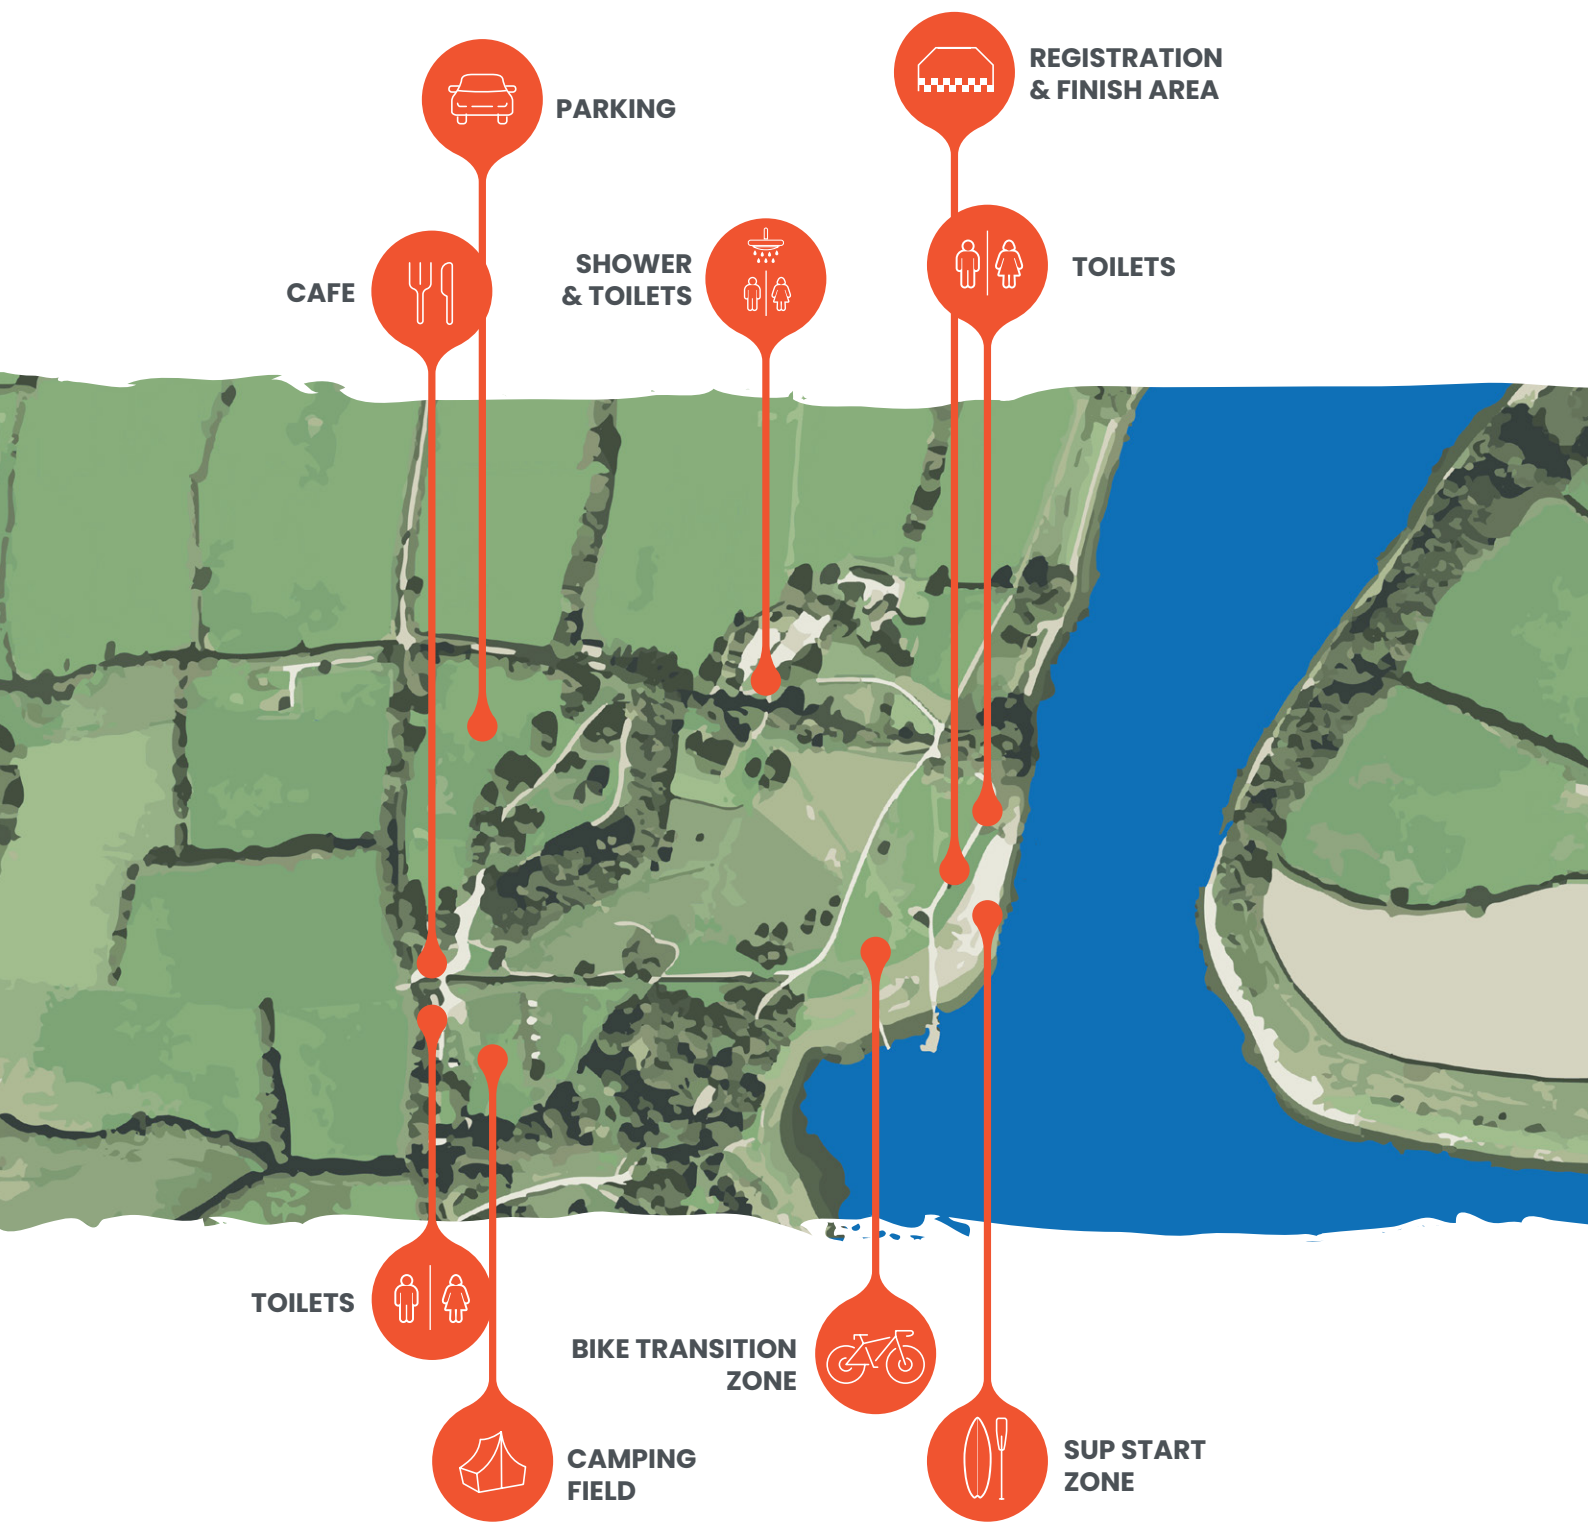 REGISTRATION
& FINISH AREA
PARKING
SHOWER
& TOILETS
TOILETS
CAFE
TOILETS
BIKE TRANSITION
ZONE
CAMPING
FIELD
SUP START
ZONE